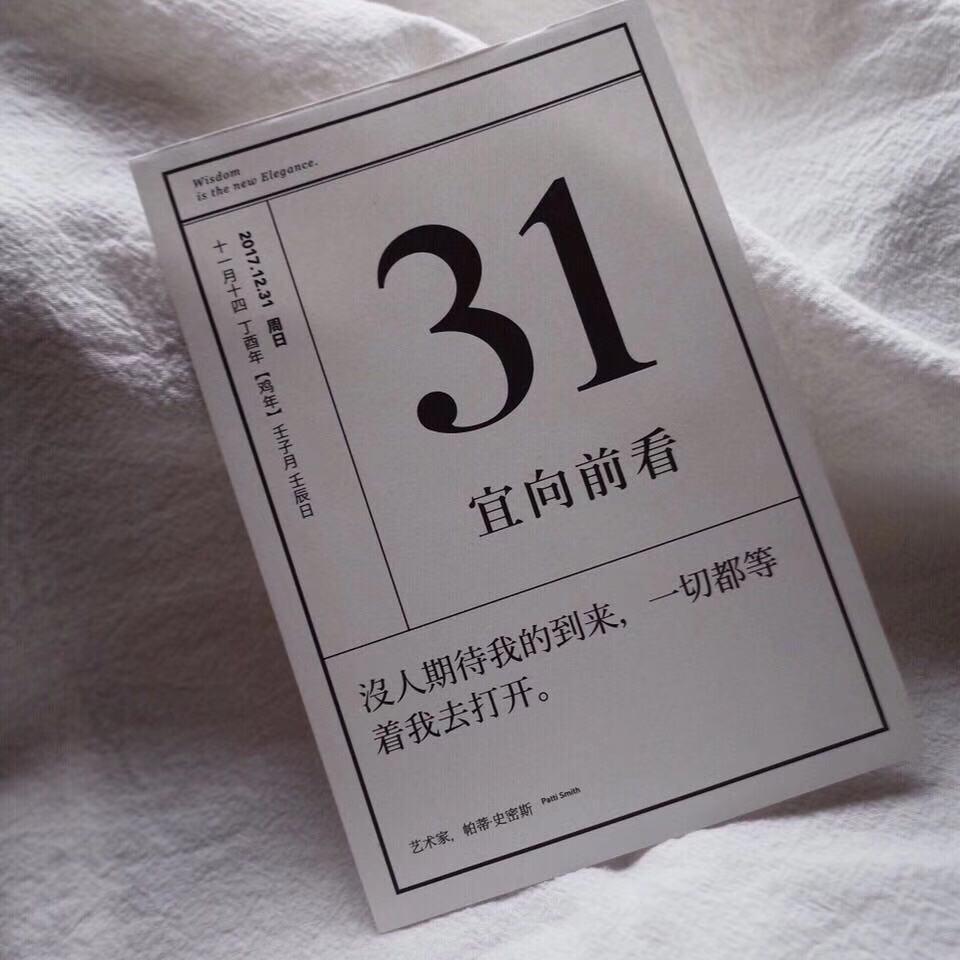 Wisdom
is the new Elegance.
2017.12.31 周日
十一月十四 丁酉年【鸡年】壬子月 壬辰日
31
宜向前看
沒人期待我的到来，一切都等
着我去打开。
艺术家，帕蒂·史密斯 Patti Smith